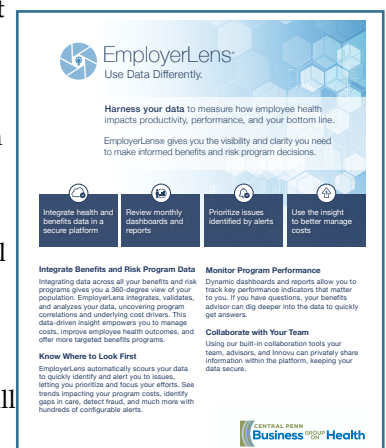 EmployerLens
Use Data Differently.
Harness your data to measure how employee health
impacts productivity, performance, and your bottom line.
EmployerLens® gives you the visibility and clarity you need
to make informed benefits and risk program decisions.
Integrate health and
benefits data in a
secure platform
Review monthly
dashboards and
reports
Prioritize issues
identified by alerts
Use the insight
to better manage
costs
Integrate Benefits and Risk Program Data
Integrating data across all your benefits and risk
programs gives you a 360-degree view of your
population. EmployerLens integrates, validates,
and analyzes your data, uncovering program
correlations and underlying cost drivers. This
data-driven insight empowers you to manage
costs, improve employee health outcomes, and
offer more targeted benefits programs.
Know Where to Look First
EmployerLens automatically scours your data
to quickly identify and alert you to issues,
letting you prioritize and focus your efforts. See
trends impacting your program costs, identify
gaps in care, detect fraud, and much more with
hundreds of configurable alerts.
Monitor Program Performance
Dynamic dashboards and reports allow you to
track key performance indicators that matter
to you. If you have questions, your benefits
advisor can dig deeper into the data to quickly
get answers.
Collaborate with Your Team
Using our built-in collaboration tools your
team, advisors, and Innovu can privately share
information within the platform, keeping your
data secure.
CENTRAL PENN
Business GROUP ON Health